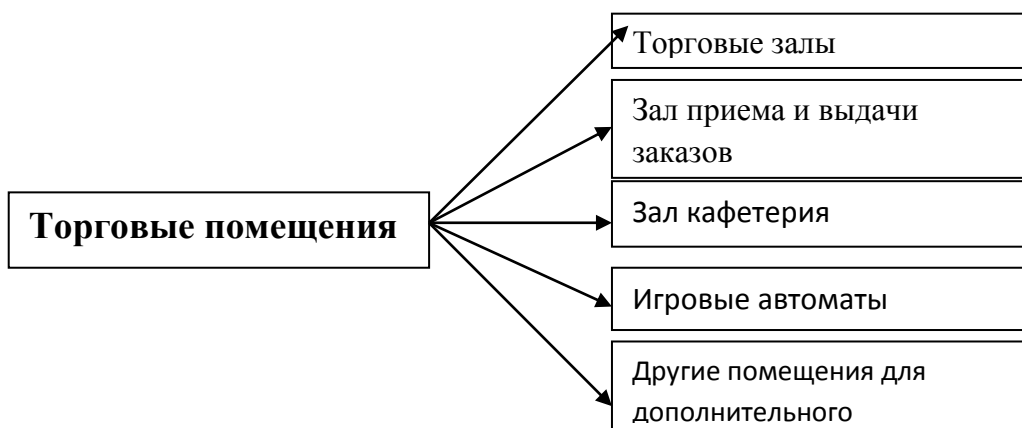 Торговые залы
Зал приема и выдачи
заказов
Торговые помещения
Зал кафетерия
Игровые автоматы
Другие помещения для
дополнительного